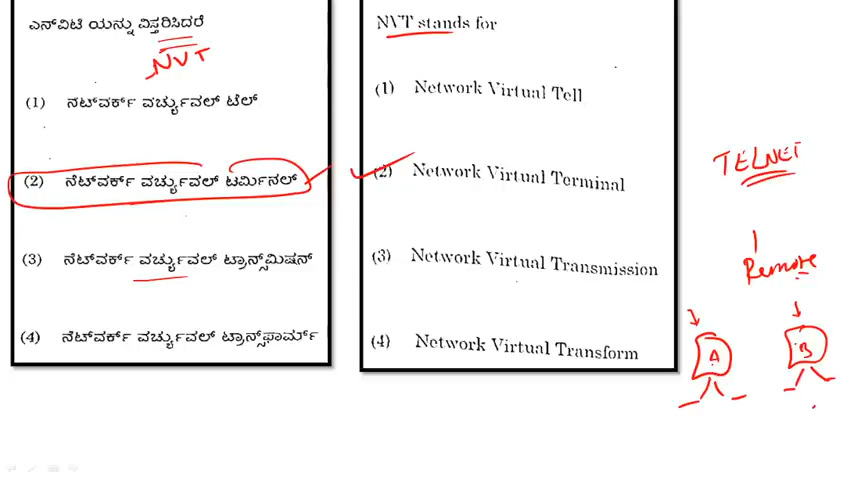 ಎನ್‌ವಿಟಿ ಯನ್ನು ವಿಸ್ತರಿಸಿದರೆ
NVT
(1) ನೆಟ್‌ವರ್ಕ್ ವರ್ಚ್ಯುವಲ್ ಟೆಲ್
(2) ನೆಟ್‌ವರ್ಕ್ ವರ್ಚ್ಯುವಲ್ ಟರ್ಮಿನಲ್
(3) ನೆಟ್‌ವರ್ಕ್ ವರ್ಚ್ಯುವಲ್ ಟ್ರಾನ್ಸ್‌ಮಿಷನ್
(4) ನೆಟ್‌ವರ್ಕ್ ವರ್ಚ್ಯುವಲ್ ಟ್ರಾನ್ಸ್‌ಫಾರ್ಮ್
NVT stands for
(1) Network Virtual Tell
(2) Network Virtual Terminal
(3) Network Virtual Transmission
(4) Network Virtual Transform
TELNET
Remote
A B